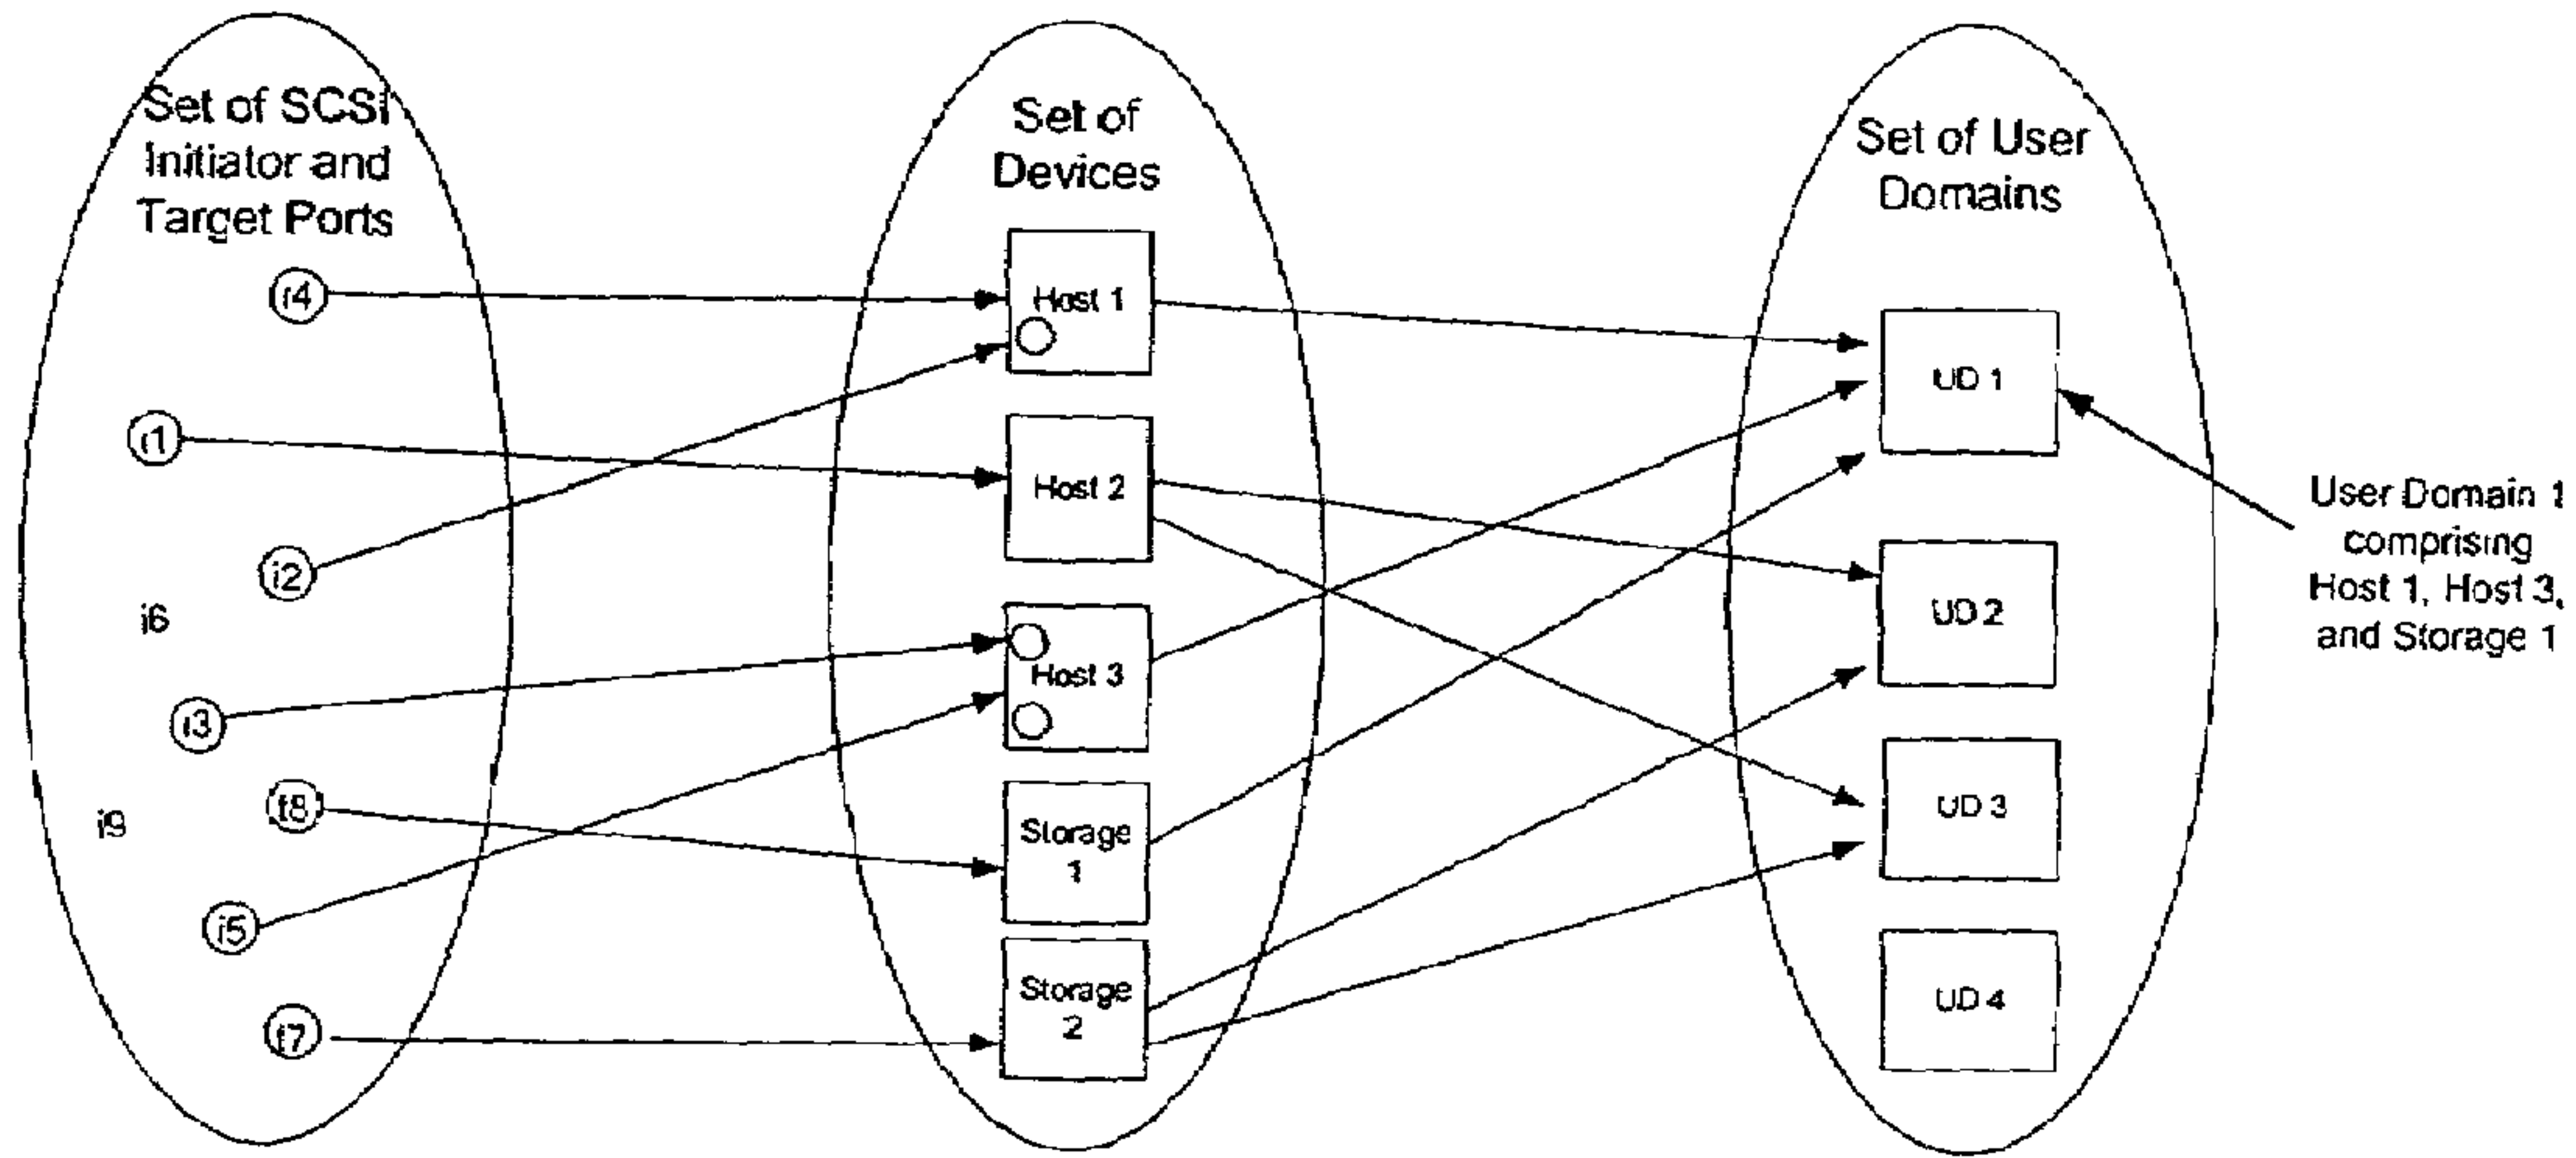 Set of SCSI
Initiator and
Target Ports
i4
i1
i2
i6
i3
t8
i9
i5
t7
Set of
Devices
Host 1
Host 2
Host 3
Storage
1
Storage
2
Set of User
Domains
UD 1
UD 2
UD 3
UD 4
User Domain 1
comprising
Host 1, Host 3,
and Storage 1